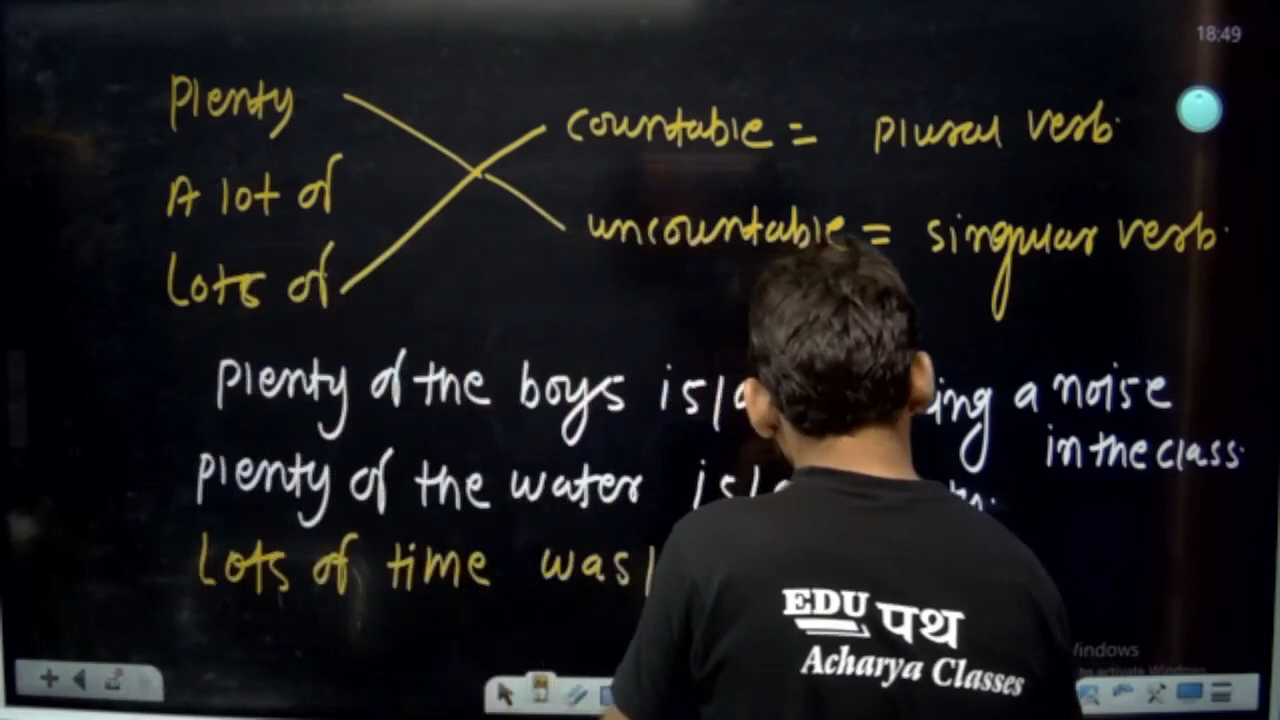 18:49
Plenty
countable = plural verb.
A lot of
uncountable = singular verb.
Lots of
Plenty of the boys is/ a noise
in the class.
Plenty of the water is/
Lots of time was/
EDU पथ
Acharya Classes